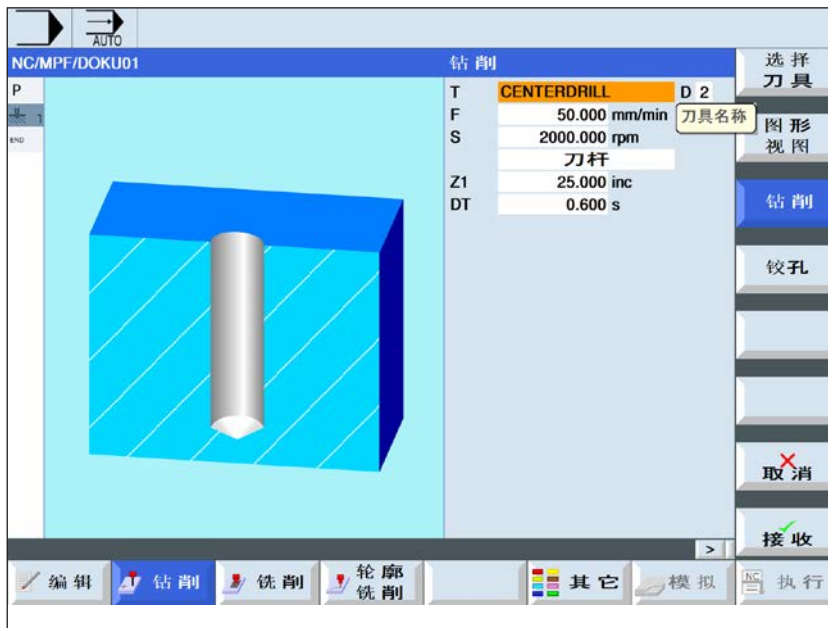 AUTO
NC/MPF/DOKU01
钻削
P
1
END
T CENTERDRILL D 2
F 50.000 mm/min
刀具名称
S 2000.000 rpm
刀杆
Z1 25.000 inc
DT 0.600 s
选择
刀具
图形
视图
钻削
铰孔
取消
接收
>
编辑
钻削
铣削
轮廓
铣削
其它
模拟
NC
执行